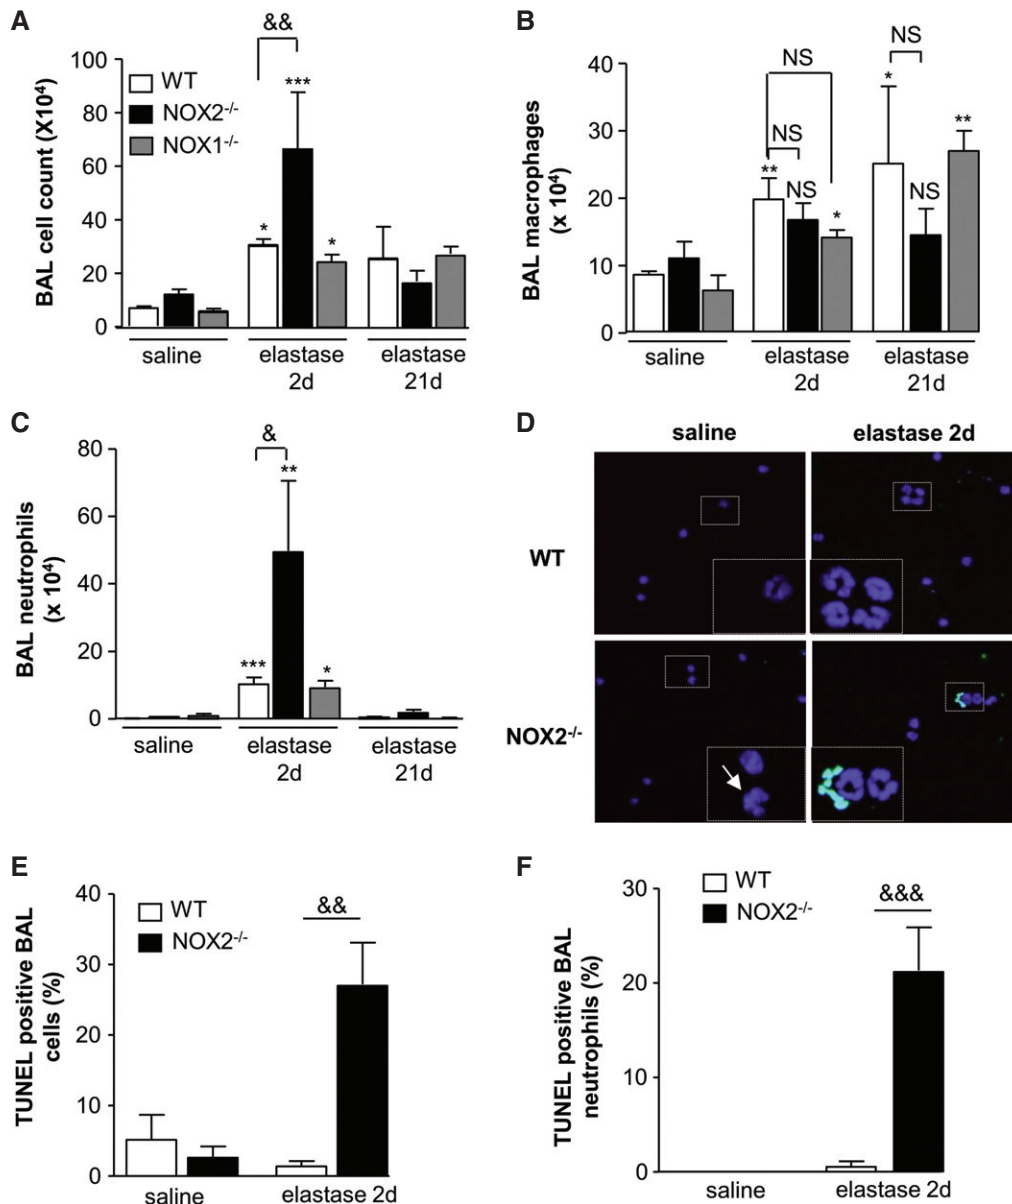 A
&&
BAL cell count (X10⁴)
100
80
60
40
20
0
WT
NOX2-/-
NOX1-/-
*
***
*
saline
elastase
2d
elastase
21d
B
BAL macrophages
(x 10⁴)
40
30
20
10
0
NS
NS
NS
**
NS
*
*
NS
**
saline
elastase
2d
elastase
21d
C
BAL neutrophils
(x 10⁴)
80
60
40
20
0
&
***
**
*
saline
elastase
2d
elastase
21d
D
saline
elastase 2d
WT
NOX2-/-
E
TUNEL positive BAL
cells (%)
40
30
20
10
0
WT
NOX2-/-
&&
saline
elastase 2d
F
TUNEL positive BAL
neutrophils (%)
30
20
10
0
WT
NOX2-/-
&&&
saline
elastase 2d